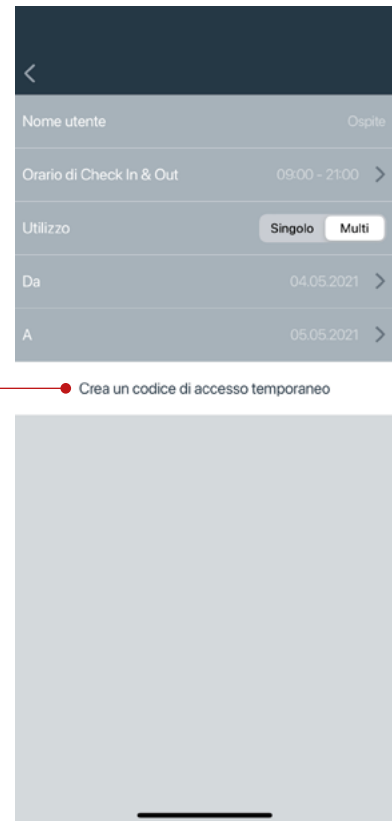 Nome utente Ospite
Orario di Check In & Out 09:00 - 21:00
Utilizzo Singolo Multi
Da 04.05.2021
A 05.05.2021
Crea un codice di accesso temporaneo